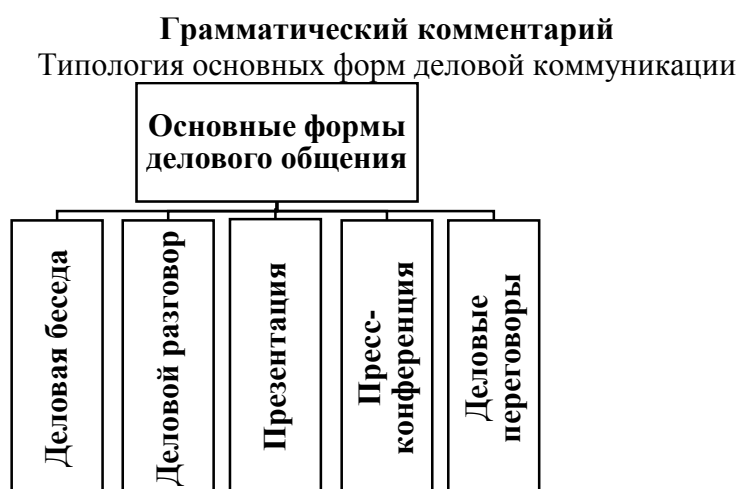 Грамматический комментарий
Типология основных форм деловой коммуникации
Основные формы
делового общения
Деловая беседа
Деловой разговор
Презентация
Пресс-
конференция
Деловые
переговоры